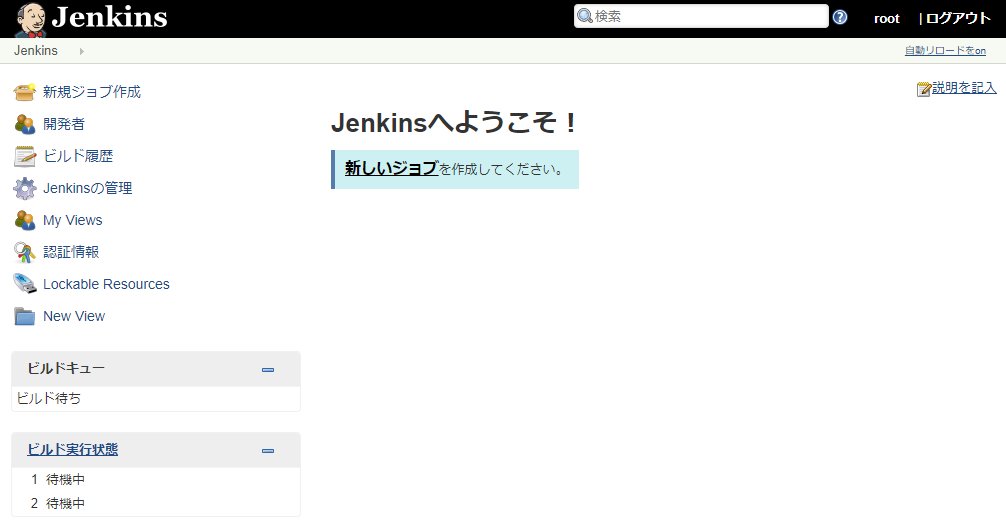 Jenkins
検索
root
| ログアウト
Jenkins
自動リロードをon
説明を記入
新規ジョブ作成
開発者
ビルド履歴
Jenkinsの管理
My Views
認証情報
Lockable Resources
New View
Jenkinsへようこそ！
新しいジョブを作成してください。
ビルドキュー
ビルド待ち
ビルド実行状態
1 待機中
2 待機中